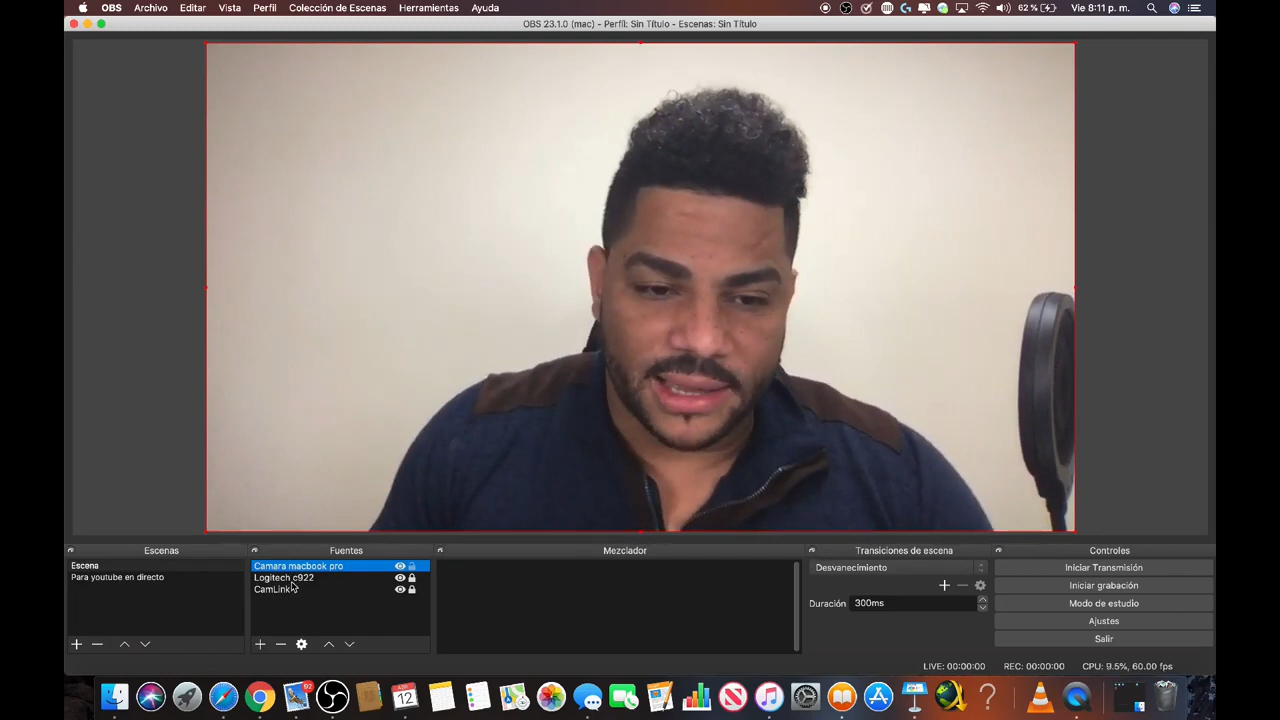 OBS Archivo Editar Vista Perfil Colección de Escenas Herramientas Ayuda 62 % Vie 8:11 p. m.
OBS 23.1.0 (mac) - Perfil: Sin Título - Escenas: Sin Título
Escenas
Escena
Para youtube en directo
Fuentes
Camara macbook pro
Logitech c922
CamLink
Mezclador
Transiciones de escena
Desvanecimiento
Duración 300ms
Controles
Iniciar Transmisión
Iniciar grabación
Modo de estudio
Ajustes
Salir
LIVE: 00:00:00 REC: 00:00:00 CPU: 9.5%, 60.00 fps
92
12